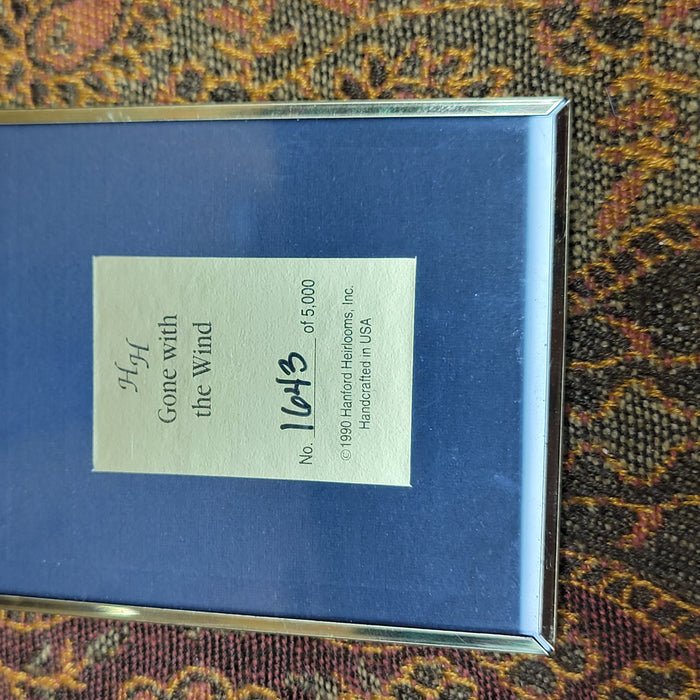 HH
Gone with
the Wind
No. 1643 of 5,000
©1990 Hanford Heirlooms, Inc.
Handcrafted in USA